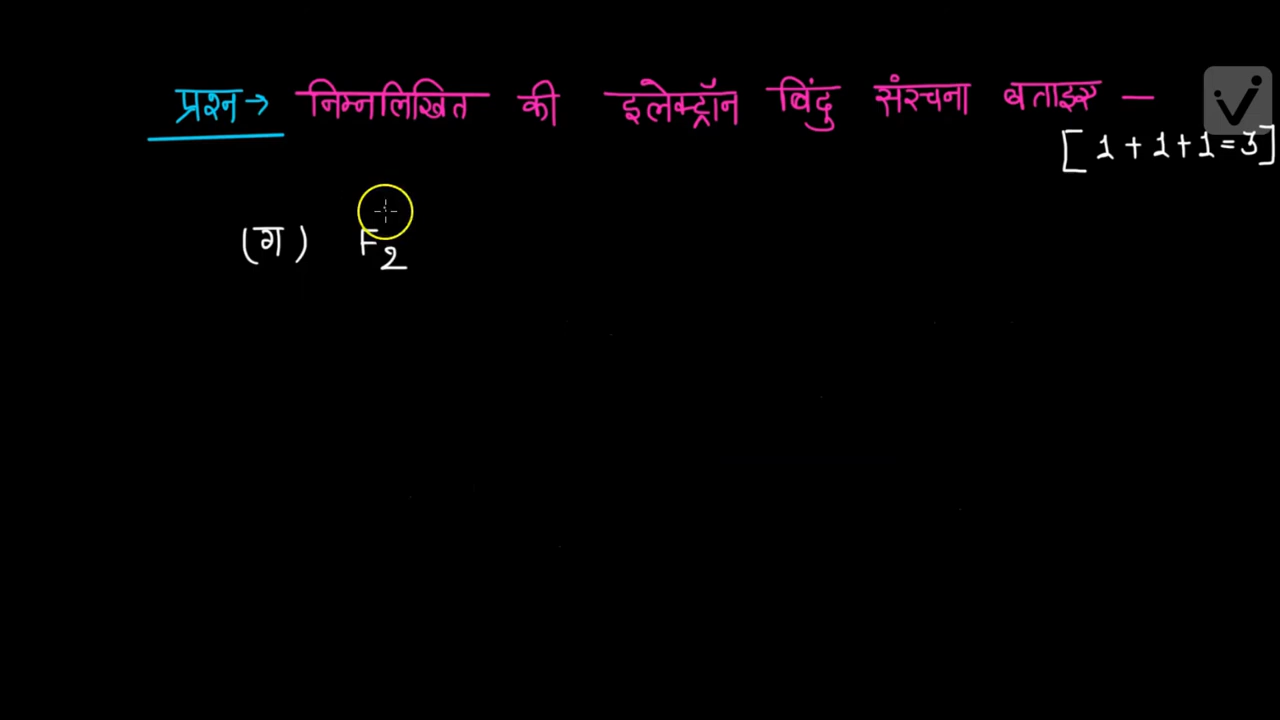 प्रश्न → निम्नलिखित की इलेक्ट्रॉन बिंदु संरचना बताइए —
[1 + 1 + 1 = 3]
(ग) F₂